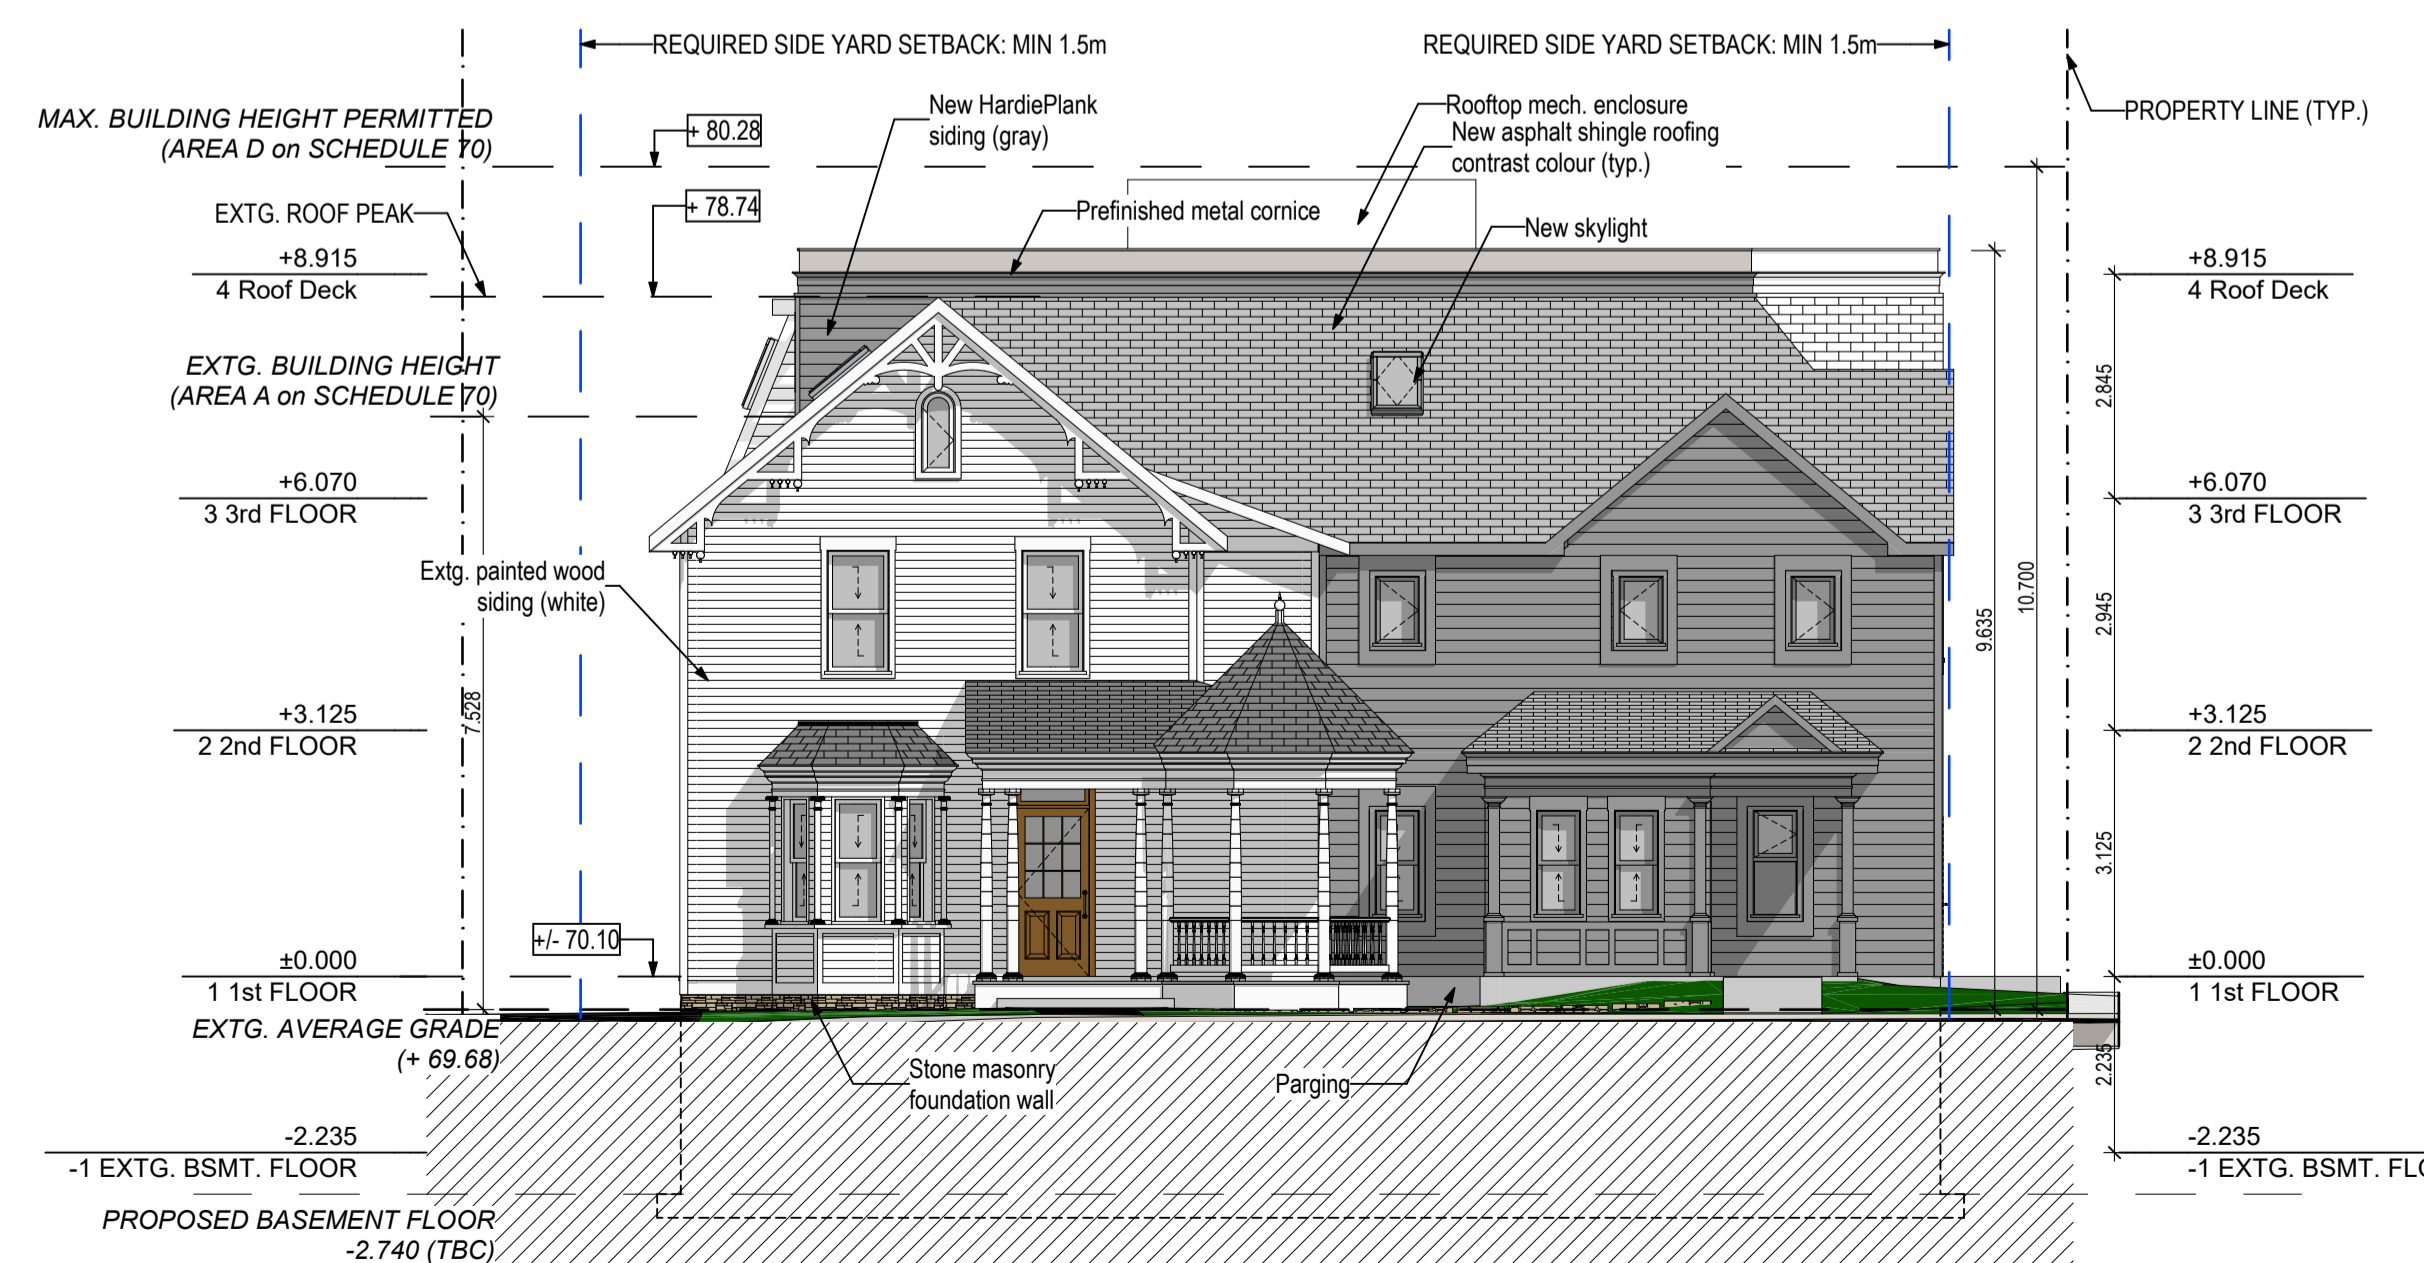 REQUIRED SIDE YARD SETBACK: MIN 1.5m
REQUIRED SIDE YARD SETBACK: MIN 1.5m
MAX. BUILDING HEIGHT PERMITTED
(AREA D on SCHEDULE 70)
+ 80.28
New HardiePlank
siding (gray)
Rooftop mech. enclosure
New asphalt shingle roofing
contrast colour (typ.)
PROPERTY LINE (TYP.)
EXTG. ROOF PEAK
+ 78.74
Prefinished metal cornice
New skylight
+8.915
4 Roof Deck
+8.915
4 Roof Deck
EXTG. BUILDING HEIGHT
(AREA A on SCHEDULE 70)
2.845
+6.070
3 3rd FLOOR
+6.070
3 3rd FLOOR
Extg. painted wood
siding (white)
9.635
10.700
2.945
7.528
+3.125
2 2nd FLOOR
+3.125
2 2nd FLOOR
3.125
+/- 70.10
±0.000
1 1st FLOOR
±0.000
1 1st FLOOR
EXTG. AVERAGE GRADE
(+ 69.68)
Stone masonry
foundation wall
Parging
2.235
-2.235
-1 EXTG. BSMT. FLOOR
-2.235
-1 EXTG. BSMT. FLO
PROPOSED BASEMENT FLOOR
-2.740 (TBC)